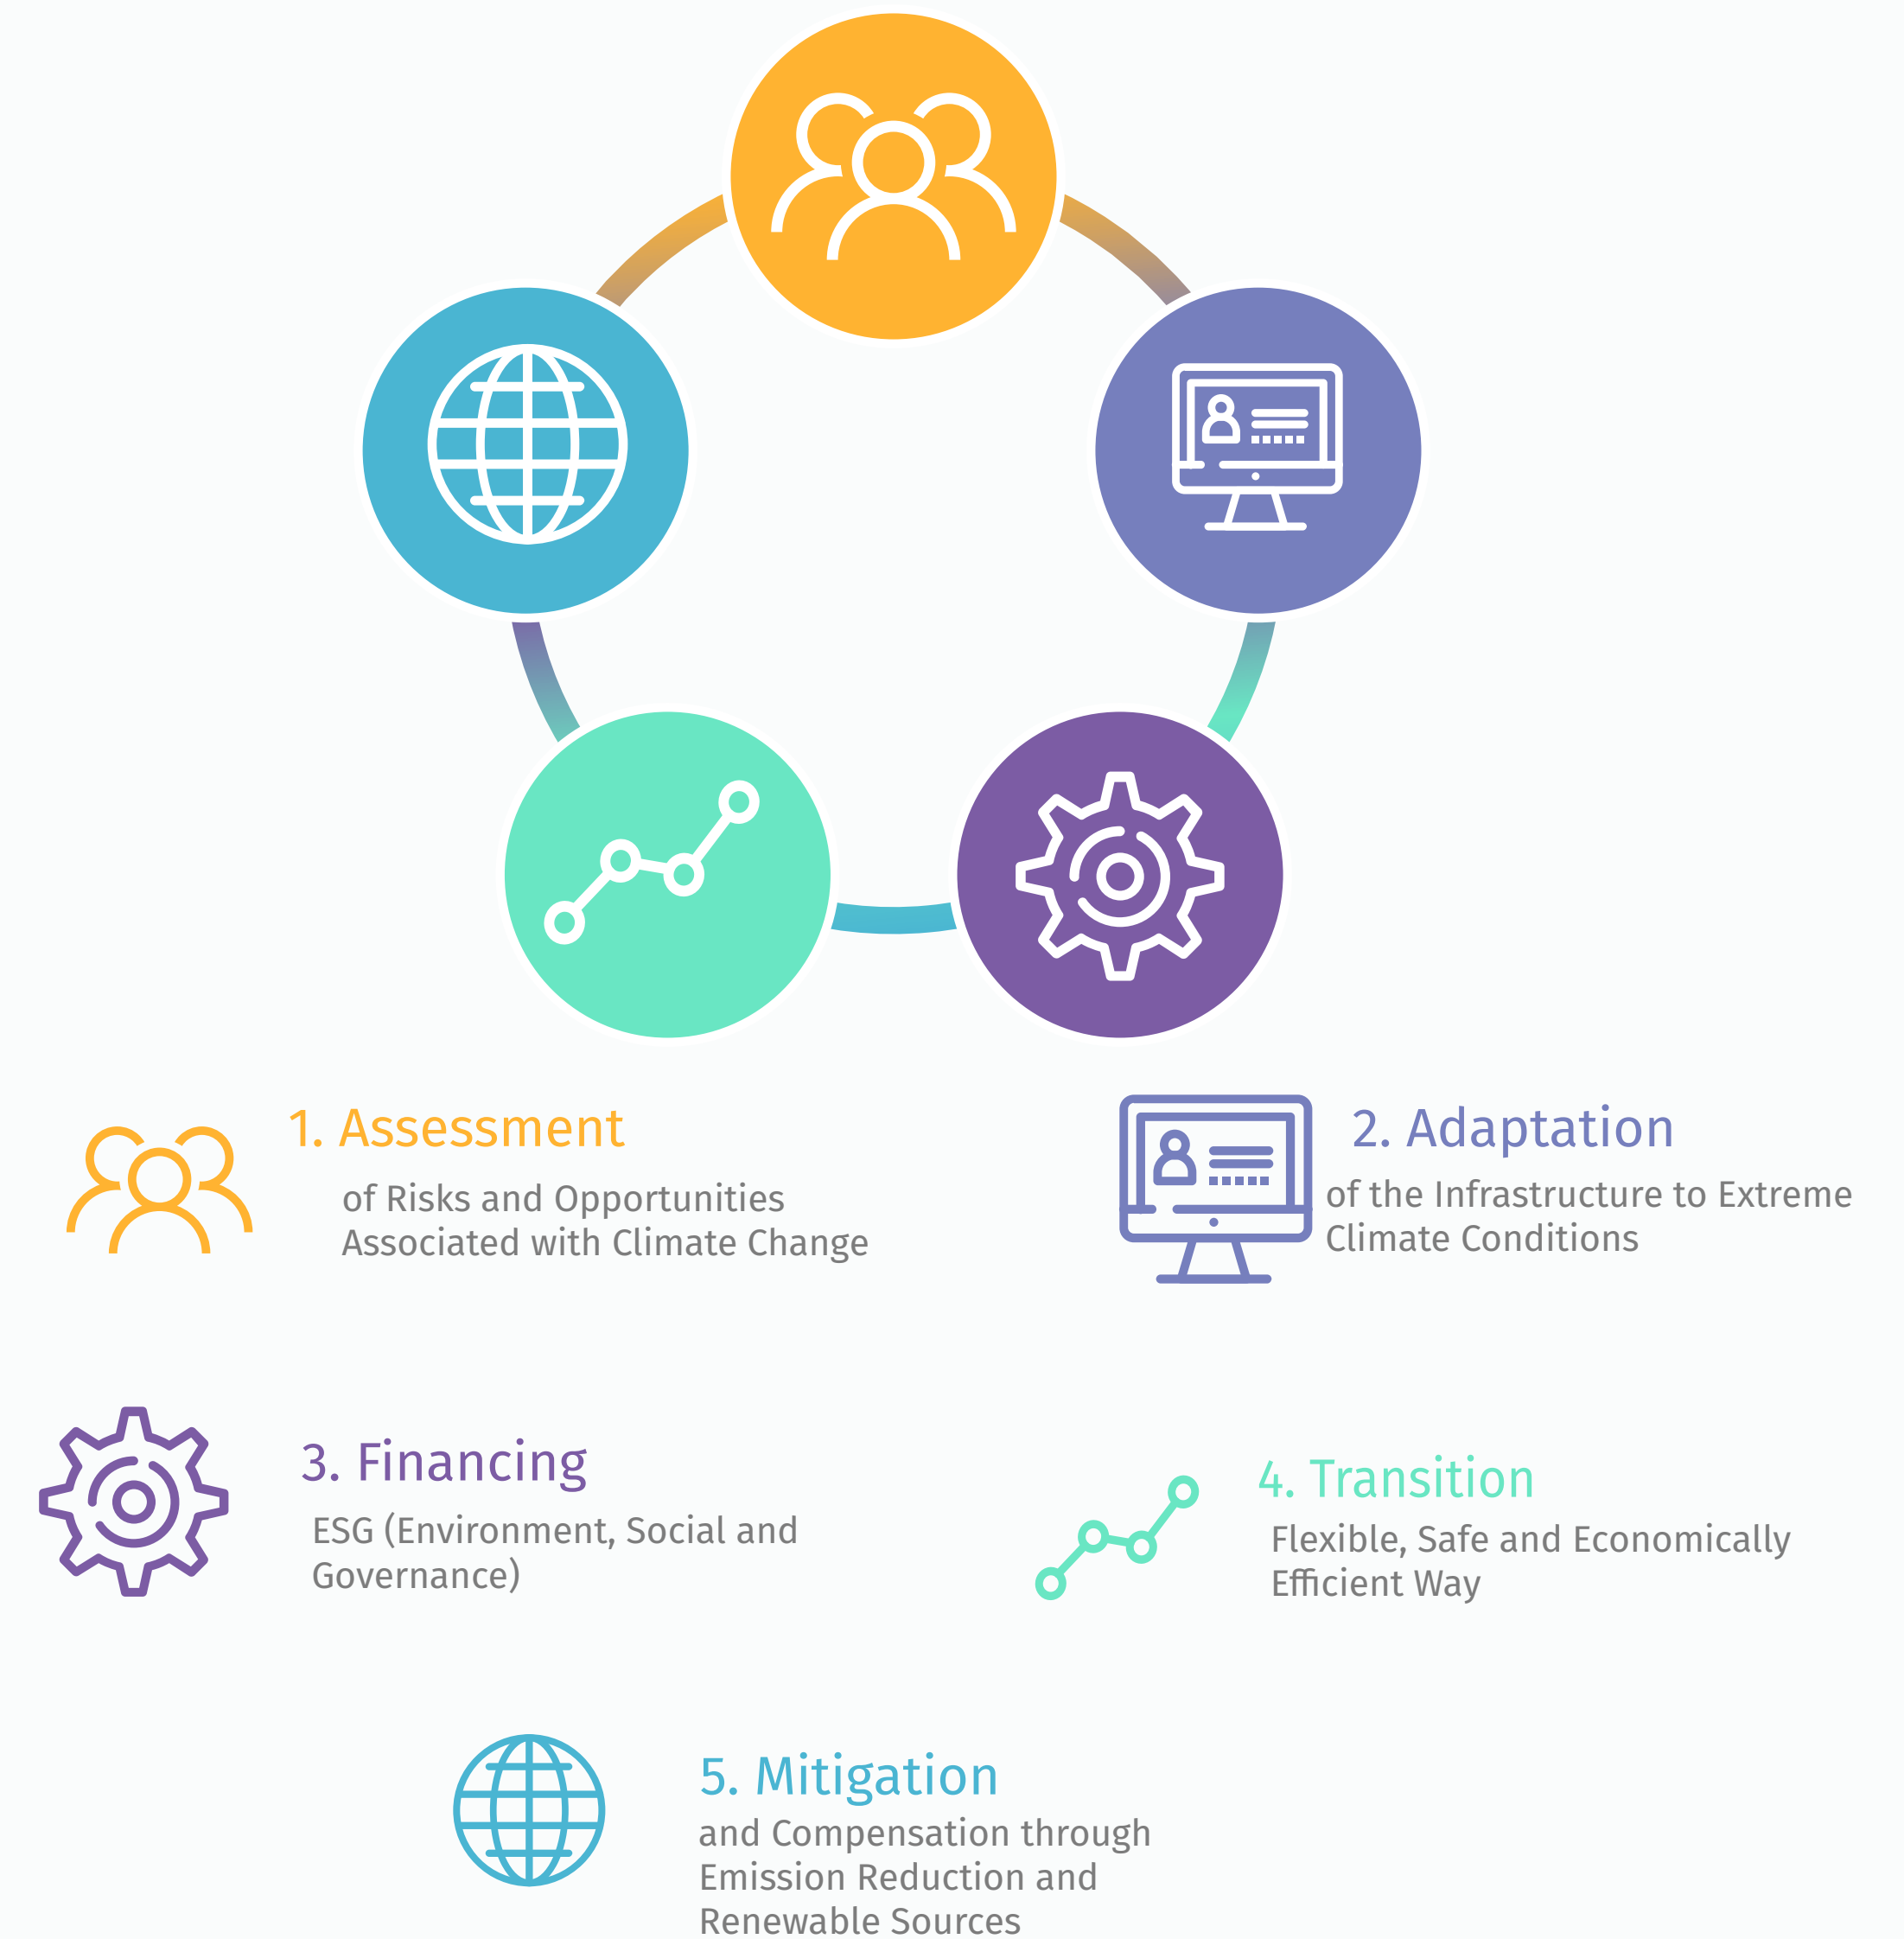 1. Assessment
of Risks and Opportunities
Associated with Climate Change
2. Adaptation
of the Infrastructure to Extreme
Climate Conditions
3. Financing
ESG (Environment, Social and
Governance)
4. Transition
Flexible, Safe and Economically
Efficient Way
5. Mitigation
and Compensation through
Emission Reduction and
Renewable Sources